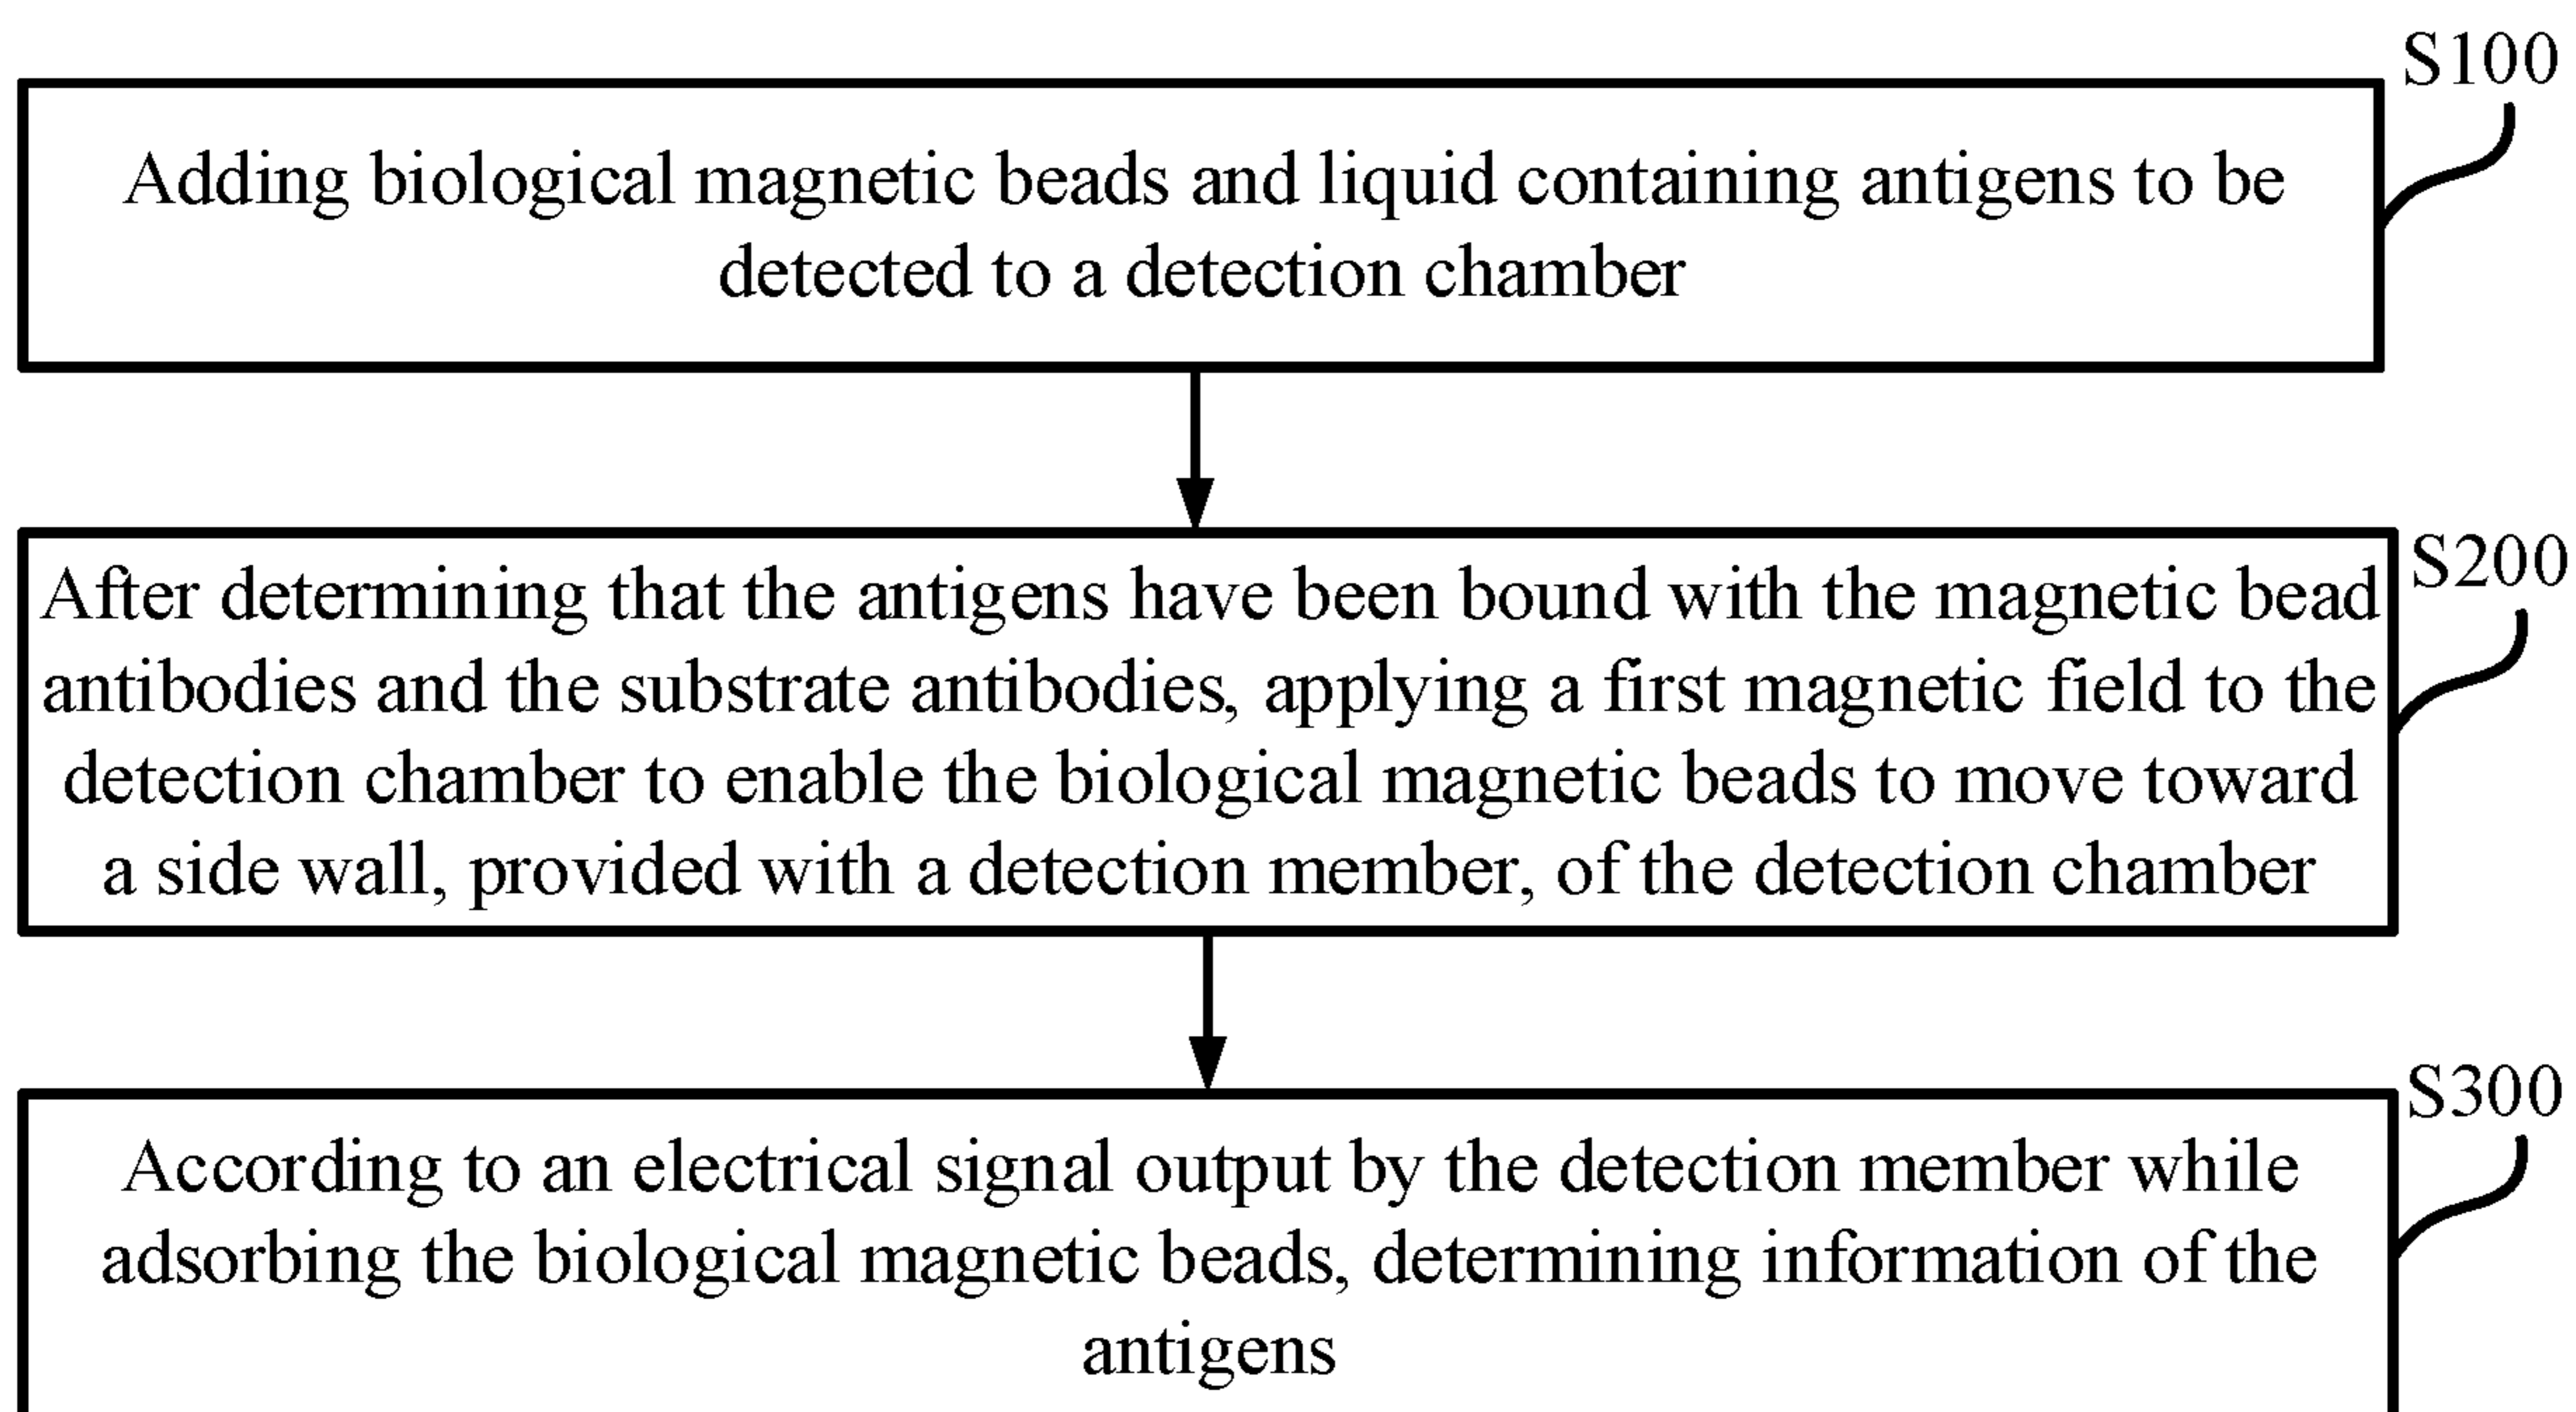 S100
Adding biological magnetic beads and liquid containing antigens to be
detected to a detection chamber
S200
After determining that the antigens have been bound with the magnetic bead
antibodies and the substrate antibodies, applying a first magnetic field to the
detection chamber to enable the biological magnetic beads to move toward
a side wall, provided with a detection member, of the detection chamber
S300
According to an electrical signal output by the detection member while
adsorbing the biological magnetic beads, determining information of the
antigens